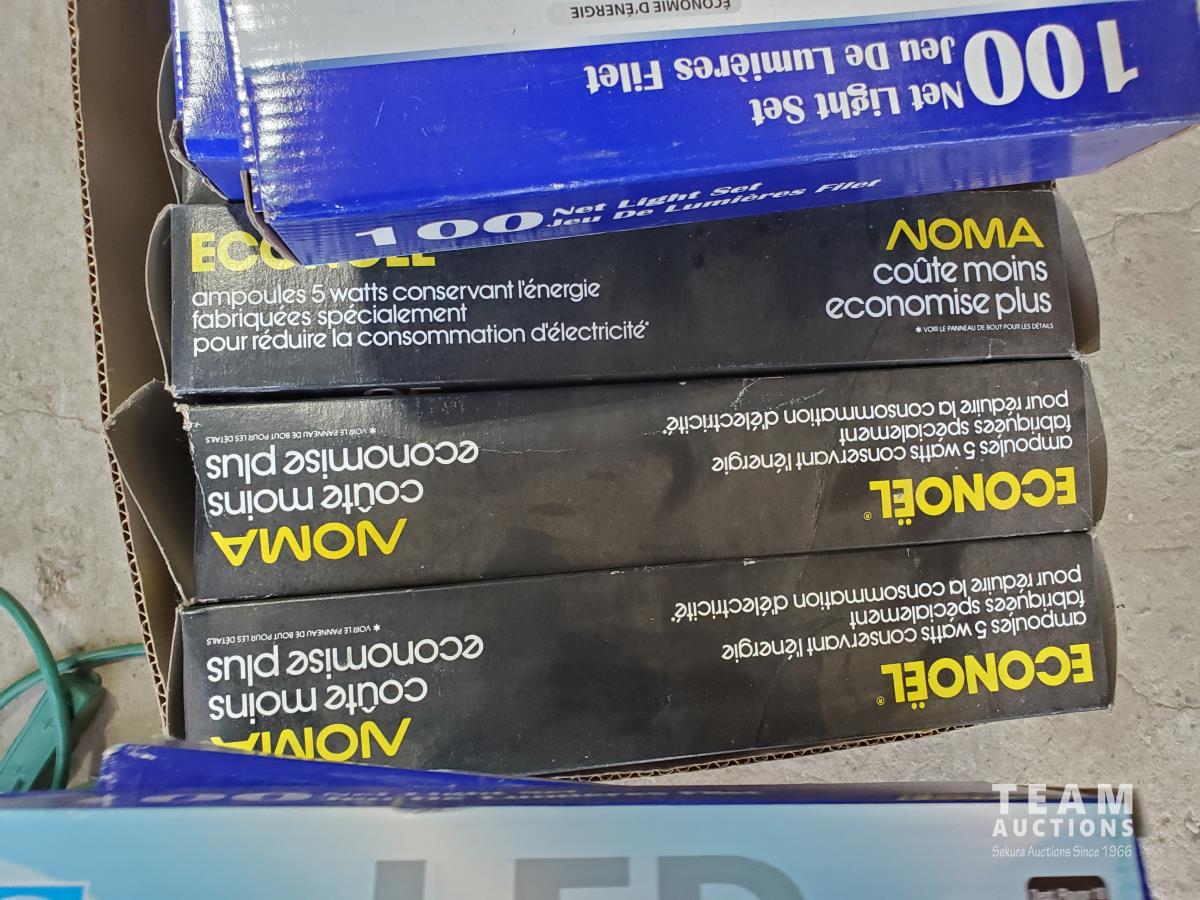 ÉCONOMIE D'ÉNERGIE
100 Net Light Set
Jeu De Lumières Filet
100 Net Light Set
Jeu De Lumières Filet
ampoules 5 watts conservant l'énergie
fabriquées spécialement
pour réduire la consommation d'électricité*
NOMA
coûte moins
economise plus
* VOIR LE PANNEAU DE BOUT POUR LES DÉTAILS
ECONOËL®
ampoules 5 watts conservant l'énergie
fabriquées spécialement
pour réduire la consommation d'électricité*
NOMA
coûte moins
economise plus
* VOIR LE PANNEAU DE BOUT POUR LES DÉTAILS
ECONOËL®
ampoules 5 watts conservant l'énergie
fabriquées spécialement
pour réduire la consommation d'électricité*
NOMA
coûte moins
economise plus
* VOIR LE PANNEAU DE BOUT POUR LES DÉTAILS
100
LED
TEAM
AUCTIONS
Sekura Auctions Since 1966